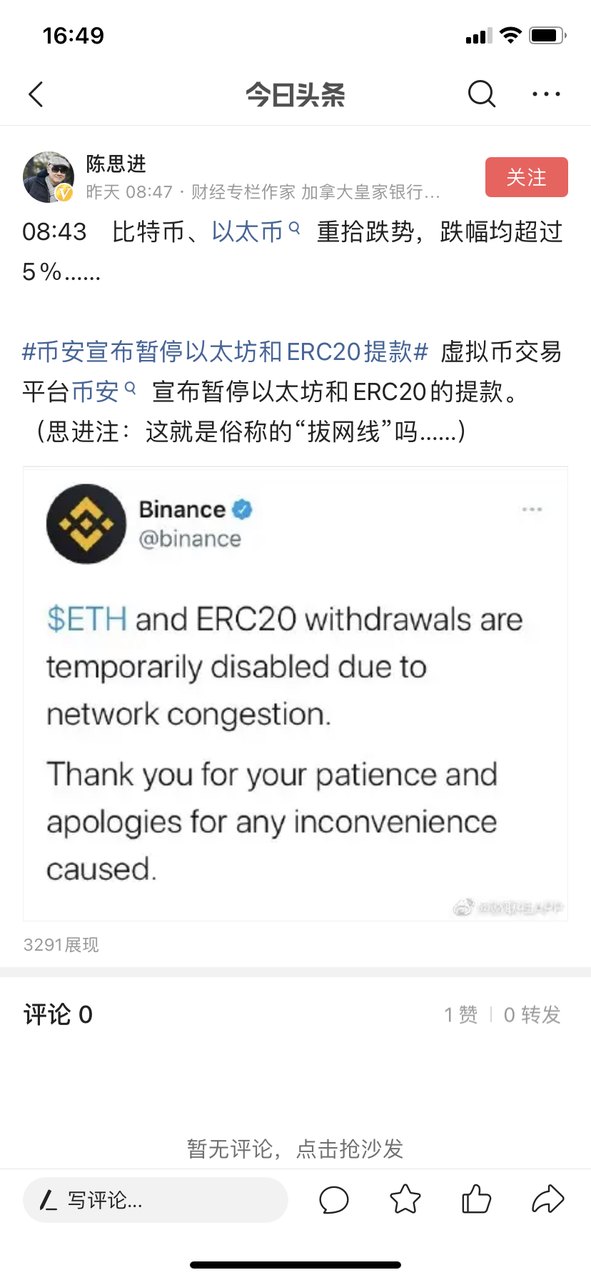 16:49
今日头条
陈思进
昨天 08:47 · 财经专栏作家 加拿大皇家银行...
关注
08:43 比特币、以太币 重拾跌势，跌幅均超过
5%......
#币安宣布暂停以太坊和ERC20提款# 虚拟币交易
平台币安 宣布暂停以太坊和ERC20的提款。
（思进注：这就是俗称的“拔网线”吗......）
Binance
@binance
$ETH and ERC20 withdrawals are
temporarily disabled due to
network congestion.
Thank you for your patience and
apologies for any inconvenience
caused.
3291展现
评论 0
1 赞 | 0 转发
暂无评论，点击抢沙发
写评论...